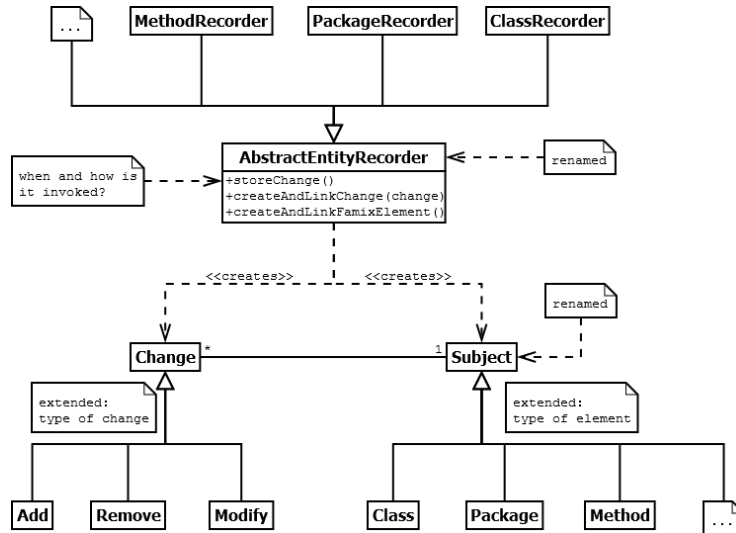 ...
MethodRecorder
PackageRecorder
ClassRecorder
AbstractEntityRecorder
+storeChange()
+createAndLinkChange(change)
+createAndLinkFamixElement()
renamed
when and how is
it invoked?
<<creates>>
<<creates>>
renamed
Change
*
1
Subject
extended:
type of change
extended:
type of element
Add
Remove
Modify
Class
Package
Method
...